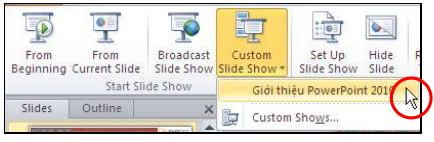 From Beginning
From Current Slide
Broadcast Slide Show
Custom Slide Show
Set Up Slide Show
Hide Slide
Start Slide Show
Giới thiệu PowerPoint 2010
Slides
Outline
Custom Shows...